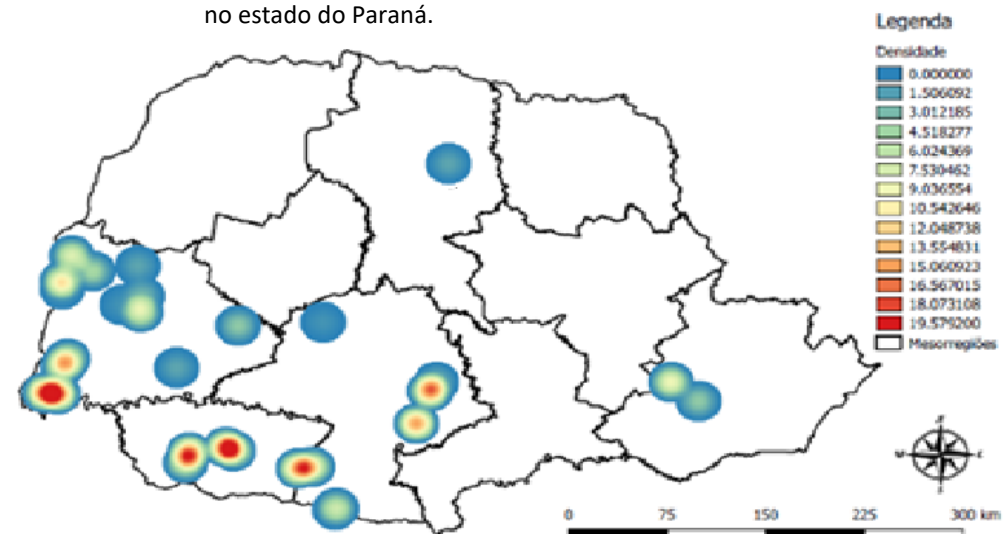 no estado do Paraná.
Legenda
Densidade
0.000000
1.506092
3.012185
4.518277
6.024369
7.530462
9.036554
10.542646
12.048738
13.554831
15.060923
16.567015
18.073108
19.579200
Mesorregiões
0 75 150 225 300 km